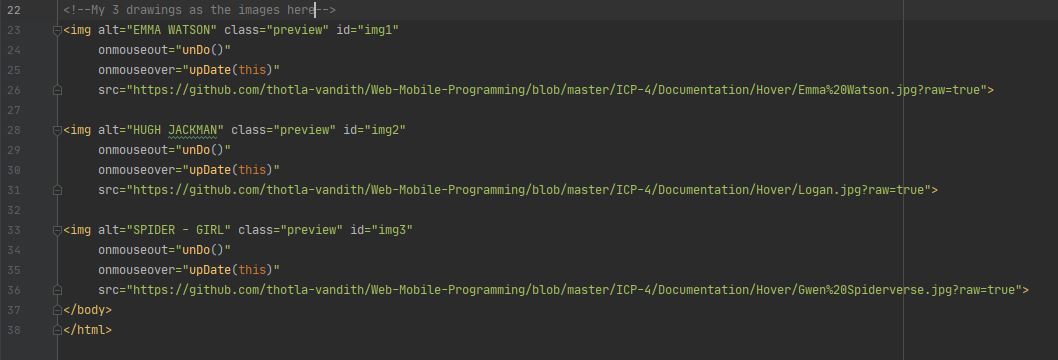 22 <!--My 3 drawings as the images here-->
23 <img alt="EMMA WATSON" class="preview" id="img1"
24 onmouseout="unDo()"
25 onmouseover="upDate(this)"
26 src="https://github.com/thotla-vandith/Web-Mobile-Programming/blob/master/ICP-4/Documentation/Hover/Emma%20Watson.jpg?raw=true">
27
28 <img alt="HUGH JACKMAN" class="preview" id="img2"
29 onmouseout="unDo()"
30 onmouseover="upDate(this)"
31 src="https://github.com/thotla-vandith/Web-Mobile-Programming/blob/master/ICP-4/Documentation/Hover/Logan.jpg?raw=true">
32
33 <img alt="SPIDER - GIRL" class="preview" id="img3"
34 onmouseout="unDo()"
35 onmouseover="upDate(this)"
36 src="https://github.com/thotla-vandith/Web-Mobile-Programming/blob/master/ICP-4/Documentation/Hover/Gwen%20Spiderverse.jpg?raw=true">
37 </body>
38 </html>